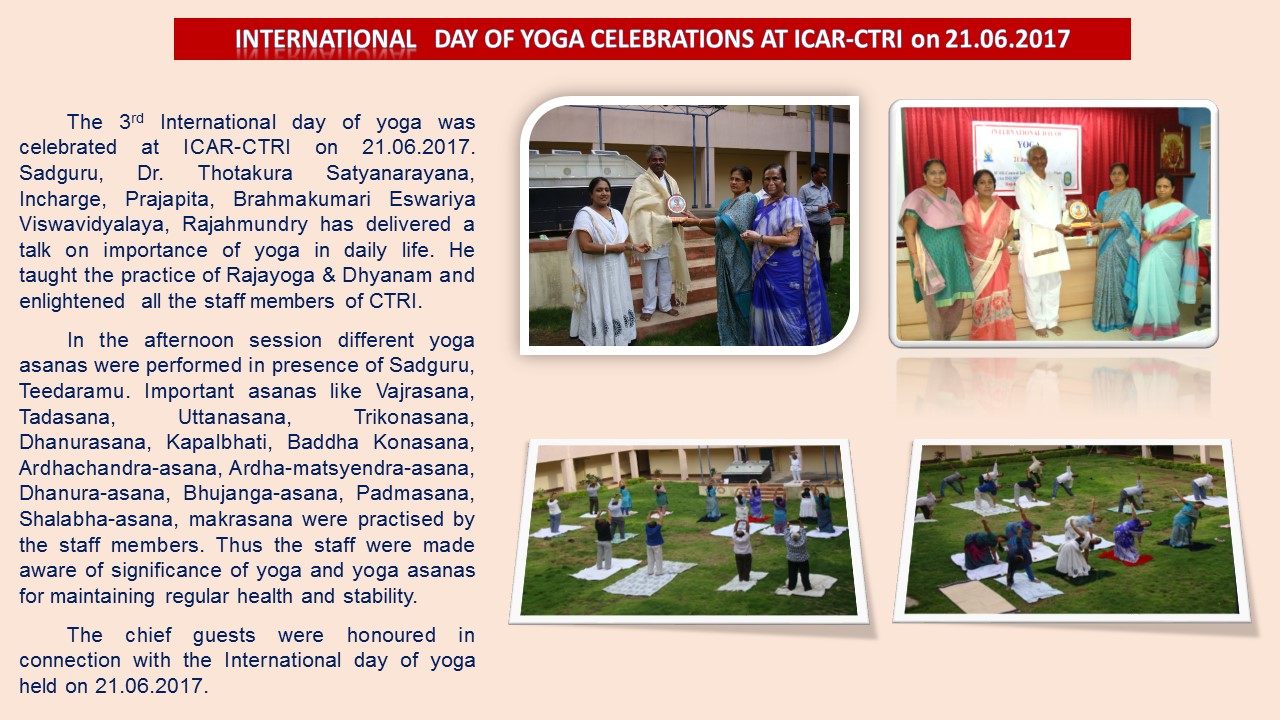 INTERNATIONAL DAY OF YOGA CELEBRATIONS AT ICAR-CTRI on 21.06.2017
The 3rd International day of yoga was
celebrated at ICAR-CTRI on 21.06.2017.
Sadguru, Dr. Thotakura Satyanarayana,
Incharge, Prajapita, Brahmakumari Eswariya
Viswavidyalaya, Rajahmundry has delivered a
talk on importance of yoga in daily life. He
taught the practice of Rajayoga & Dhyanam and
enlightened all the staff members of CTRI.
In the afternoon session different yoga
asanas were performed in presence of Sadguru,
Teedaramu. Important asanas like Vajrasana,
Tadasana, Uttanasana, Trikonasana,
Dhanurasana, Kapalbhati, Baddha Konasana,
Ardhachandra-asana, Ardha-matsyendra-asana,
Dhanura-asana, Bhujanga-asana, Padmasana,
Shalabha-asana, makrasana were practised by
the staff members. Thus the staff were made
aware of significance of yoga and yoga asanas
for maintaining regular health and stability.
The chief guests were honoured in
connection with the International day of yoga
held on 21.06.2017.
INTERNATIONAL DAY OF
YOGA